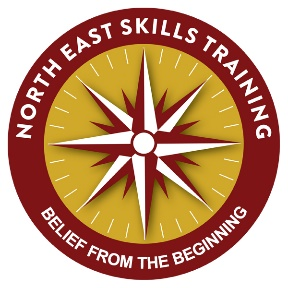 NORTH EAST SKILLS TRAINING
BELIEF FROM THE BEGINNING